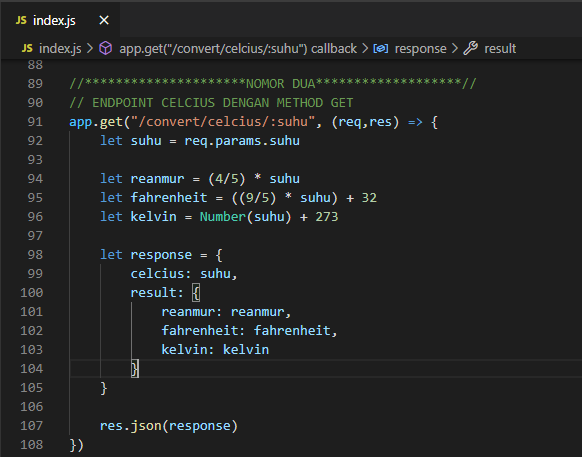 JS index.js ×
JS index.js > app.get("/convert/celcius/:suhu") callback > response > result
88
89 //*********************NOMOR DUA*******************//
90 // ENDPOINT CELCIUS DENGAN METHOD GET
91 app.get("/convert/celcius/:suhu", (req,res) => {
92     let suhu = req.params.suhu
93
94     let reanmur = (4/5) * suhu
95     let fahrenheit = ((9/5) * suhu) + 32
96     let kelvin = Number(suhu) + 273
97
98     let response = {
99         celcius: suhu,
100         result: {
101             reanmur: reanmur,
102             fahrenheit: fahrenheit,
103             kelvin: kelvin
104         }
105     }
106
107     res.json(response)
108 })